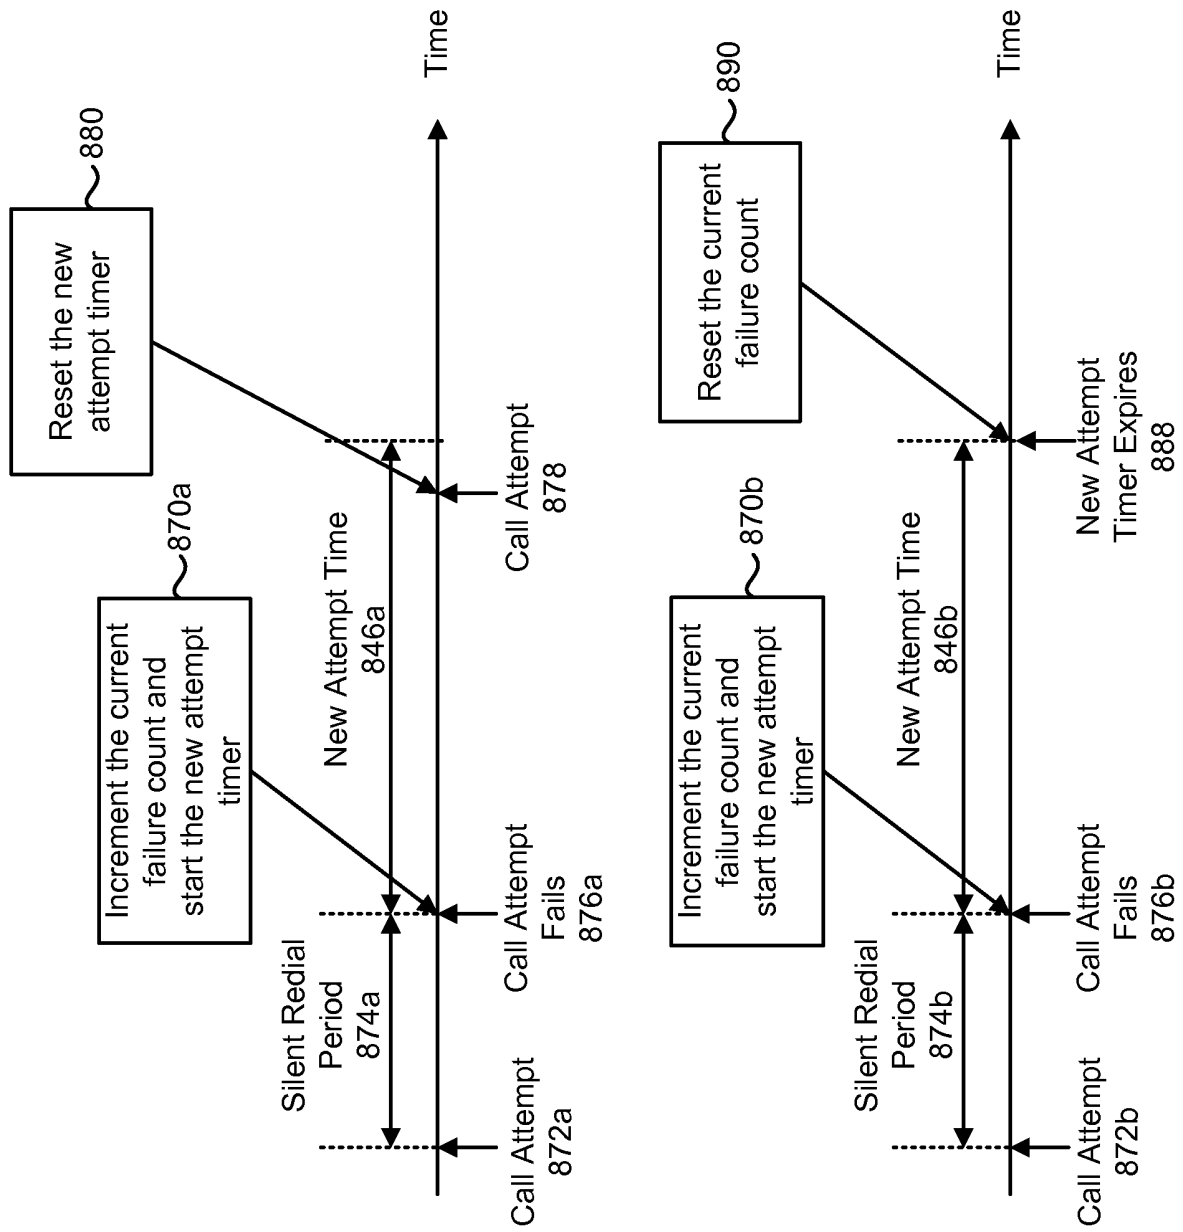 880
Reset the new
attempt timer
870a
Increment the current
failure count and
start the new attempt
timer
Silent Redial
Period
874a
New Attempt Time
846a
Time
Call Attempt
872a
Call Attempt
Fails
876a
Call Attempt
878
890
Reset the current
failure count
870b
Increment the current
failure count and
start the new attempt
timer
Silent Redial
Period
874b
New Attempt Time
846b
Time
Call Attempt
872b
Call Attempt
Fails
876b
New Attempt
Timer Expires
888